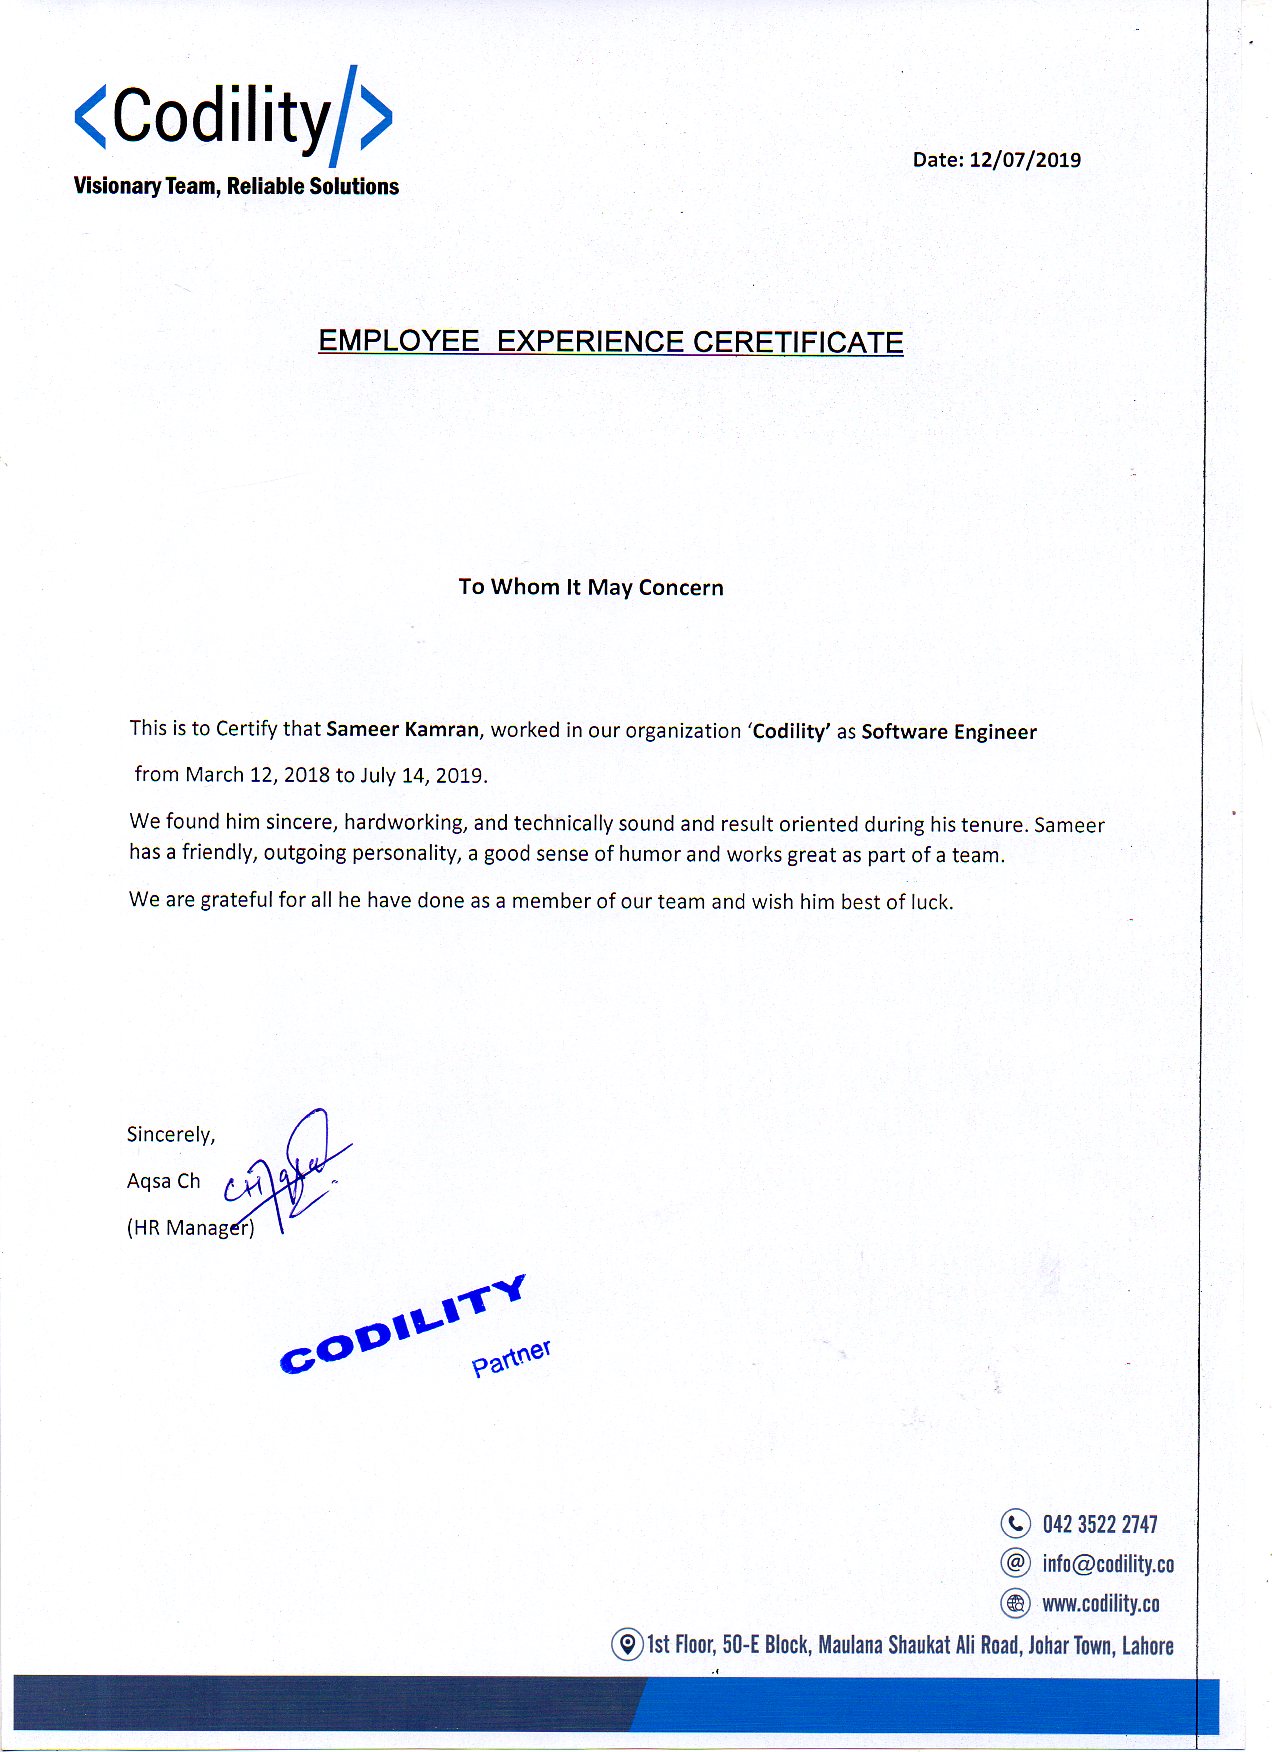 <Codility/>
Visionary Team, Reliable Solutions
Date: 12/07/2019
EMPLOYEE EXPERIENCE CERETIFICATE
To Whom It May Concern
This is to Certify that Sameer Kamran, worked in our organization ‘Codility’ as Software Engineer
from March 12, 2018 to July 14, 2019.
We found him sincere, hardworking, and technically sound and result oriented during his tenure. Sameer
has a friendly, outgoing personality, a good sense of humor and works great as part of a team.
We are grateful for all he have done as a member of our team and wish him best of luck.
Sincerely,
Aqsa Ch
(HR Manager)
CODILITY
Partner
042 3522 2747
info@codility.co
www.codility.co
1st Floor, 50-E Block, Maulana Shaukat Ali Road, Johar Town, Lahore